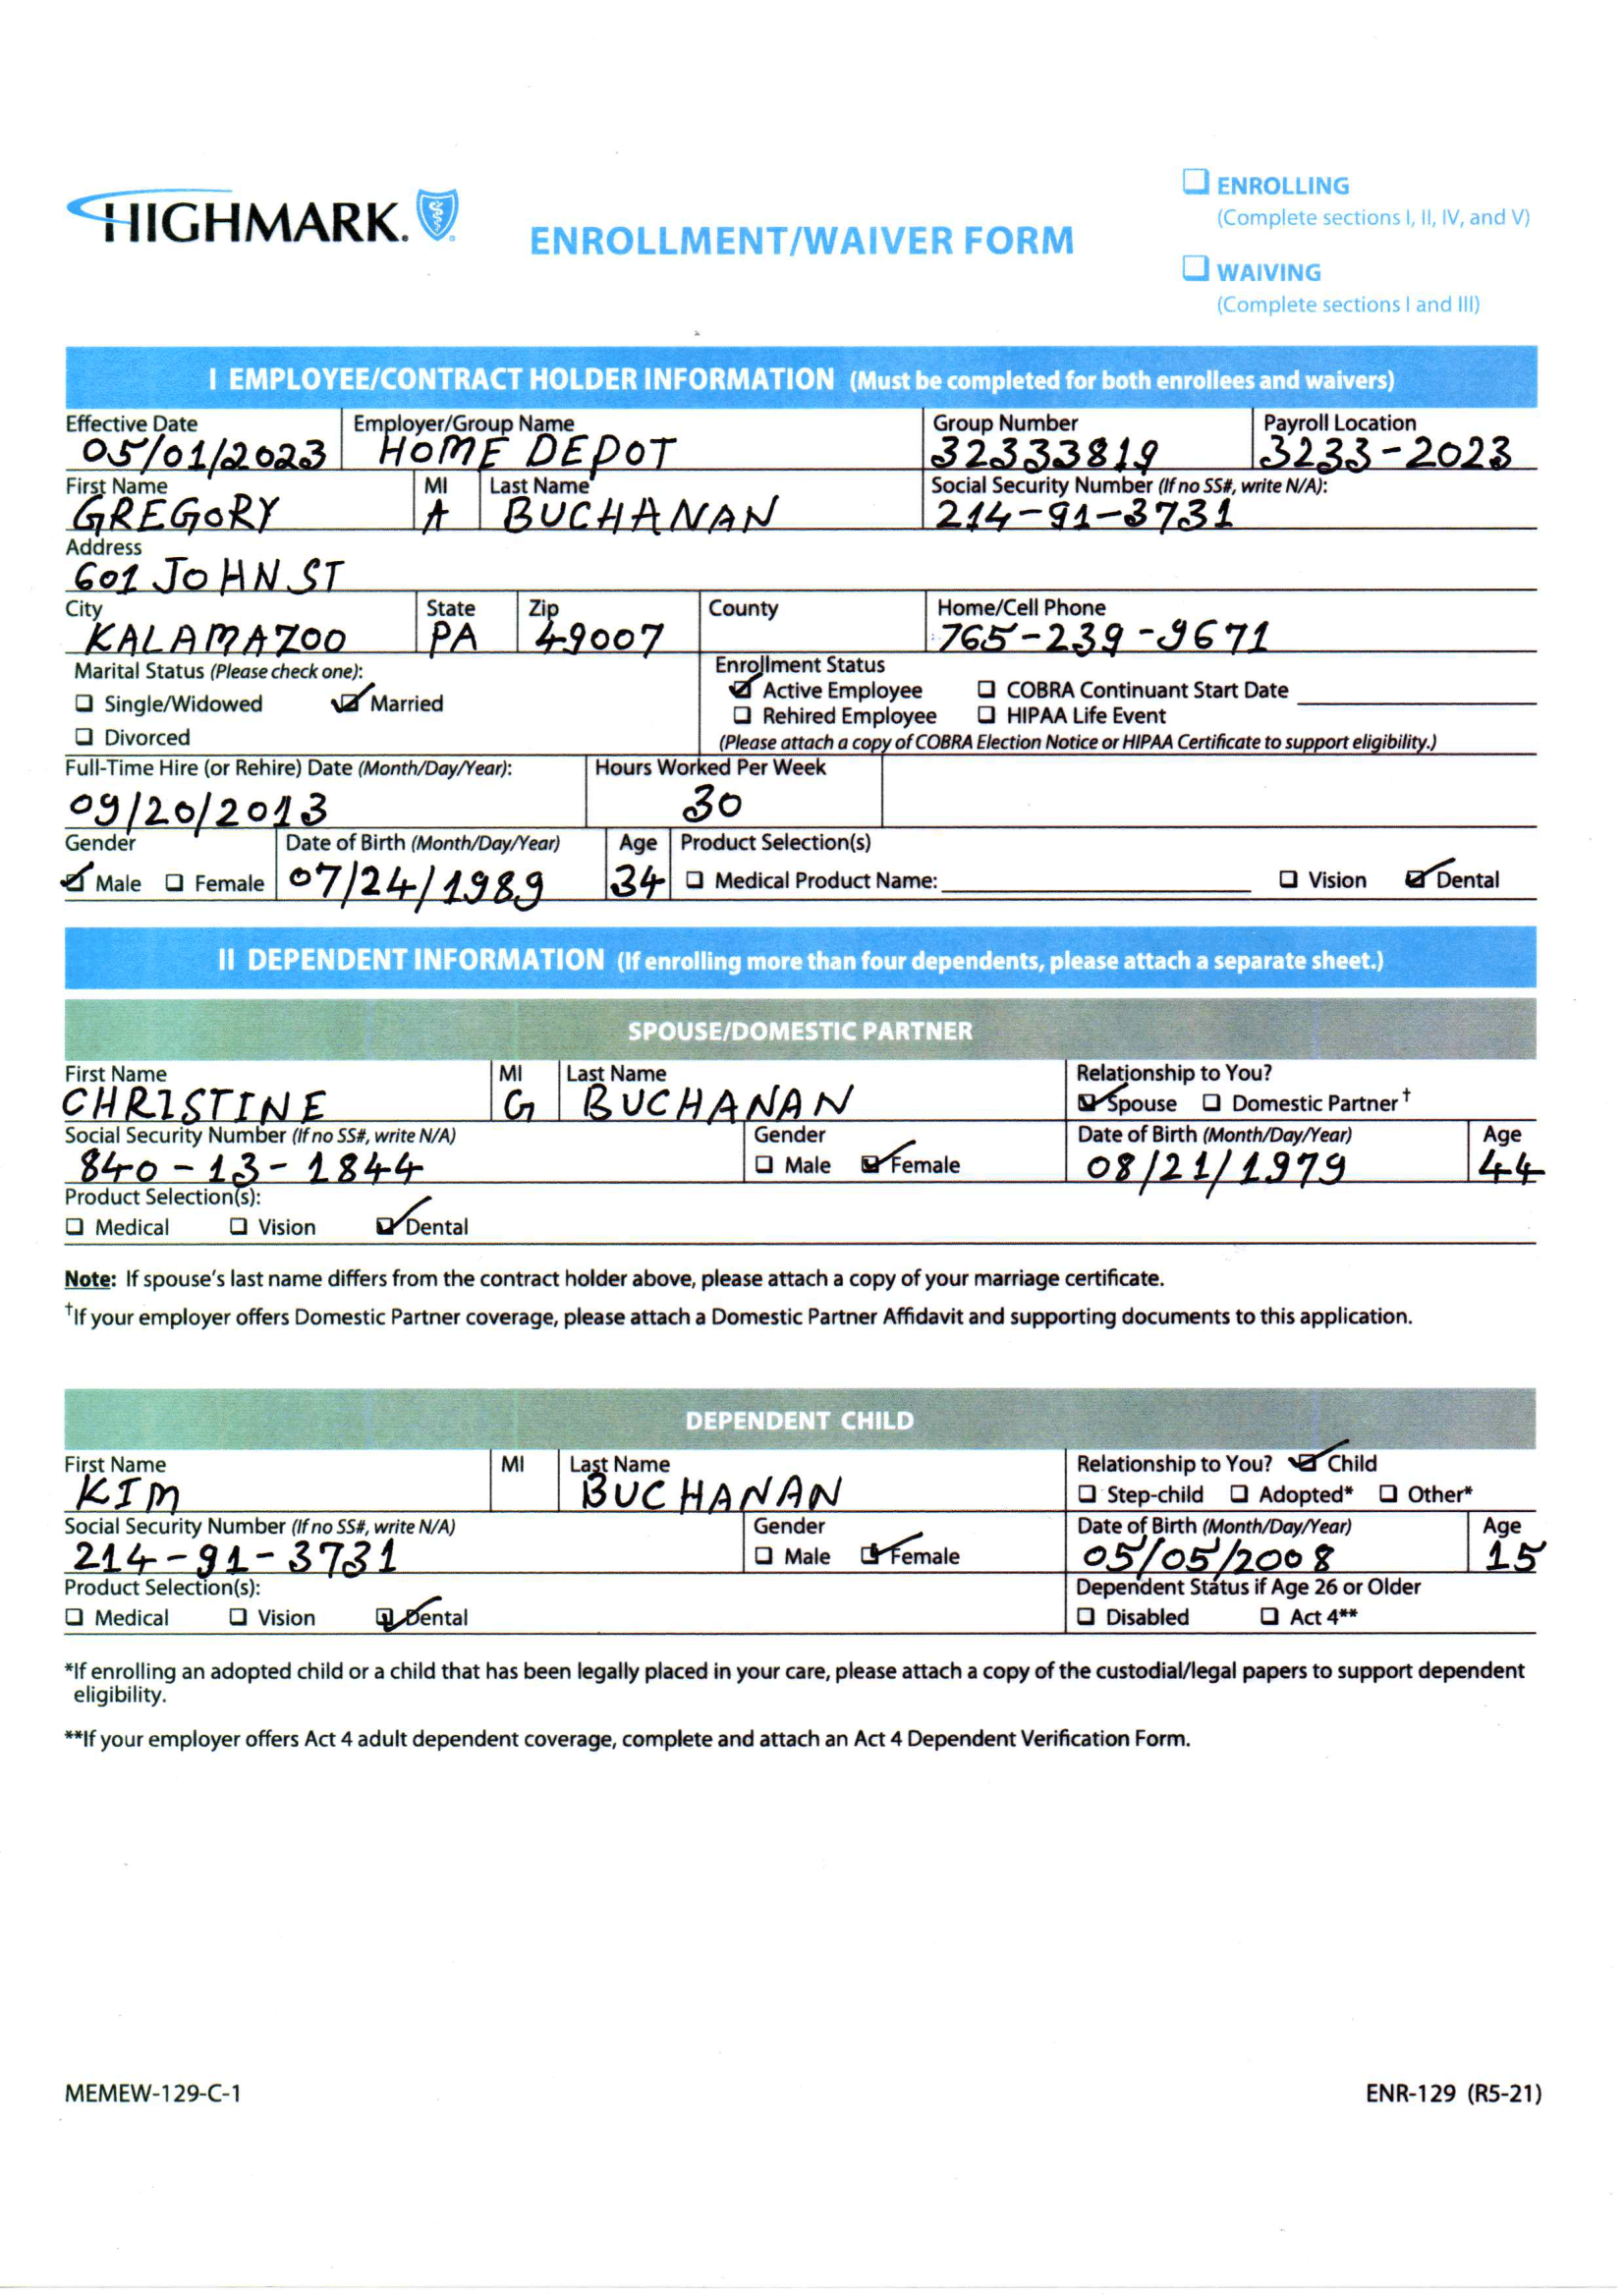 HIGHMARK.
ENROLLMENT/WAIVER FORM
ENROLLING
(Complete sections I, II, IV, and V)
WAIVING
(Complete sections I and III)
I EMPLOYEE/CONTRACT HOLDER INFORMATION (Must be completed for both enrollees and waivers)
Effective Date Employer/Group Name Group Number Payroll Location
05/01/2023 HOME DEPOT 32333819 3233-2023
First Name MI Last Name Social Security Number (If no SS#, write N/A):
GREGORY A BUCHANAN 214-91-3731
Address
601 JOHN ST
City State Zip County Home/Cell Phone
KALAMAZOO PA 49007 765-239-9671
Marital Status (Please check one): Enrollment Status
Single/Widowed Married Active Employee COBRA Continuant Start Date
Rehired Employee HIPAA Life Event
Divorced (Please attach a copy of COBRA Election Notice or HIPAA Certificate to support eligibility.)
Full-Time Hire (or Rehire) Date (Month/Day/Year): Hours Worked Per Week
09/20/2013 30
Gender Date of Birth (Month/Day/Year) Age Product Selection(s)
Male Female 07/24/1989 34 Medical Product Name: Vision Dental
II DEPENDENT INFORMATION (If enrolling more than four dependents, please attach a separate sheet.)
SPOUSE/DOMESTIC PARTNER
First Name MI Last Name Relationship to You?
CHRISTINE G BUCHANAN Spouse Domestic Partner†
Social Security Number (If no SS#, write N/A) Gender Date of Birth (Month/Day/Year) Age
840-13-1844 Male Female 08/21/1979 44
Product Selection(s):
Medical Vision Dental
Note: If spouse's last name differs from the contract holder above, please attach a copy of your marriage certificate.
†If your employer offers Domestic Partner coverage, please attach a Domestic Partner Affidavit and supporting documents to this application.
DEPENDENT CHILD
First Name MI Last Name Relationship to You? Child
KIM BUCHANAN Step-child Adopted* Other*
Social Security Number (If no SS#, write N/A) Gender Date of Birth (Month/Day/Year) Age
214-91-3731 Male Female 05/05/2008 15
Product Selection(s): Dependent Status if Age 26 or Older
Medical Vision Dental Disabled Act 4**
*If enrolling an adopted child or a child that has been legally placed in your care, please attach a copy of the custodial/legal papers to support dependent
eligibility.
**If your employer offers Act 4 adult dependent coverage, complete and attach an Act 4 Dependent Verification Form.
MEMEW-129-C-1 ENR-129 (R5-21)